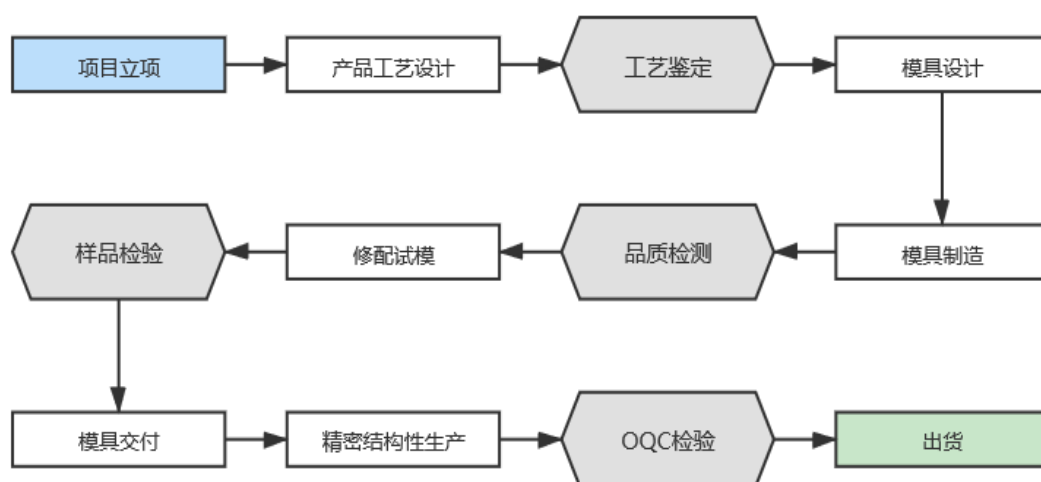 项目立项
产品工艺设计
工艺鉴定
模具设计
模具制造
品质检测
修配试模
样品检验
模具交付
精密结构性生产
OQC检验
出货